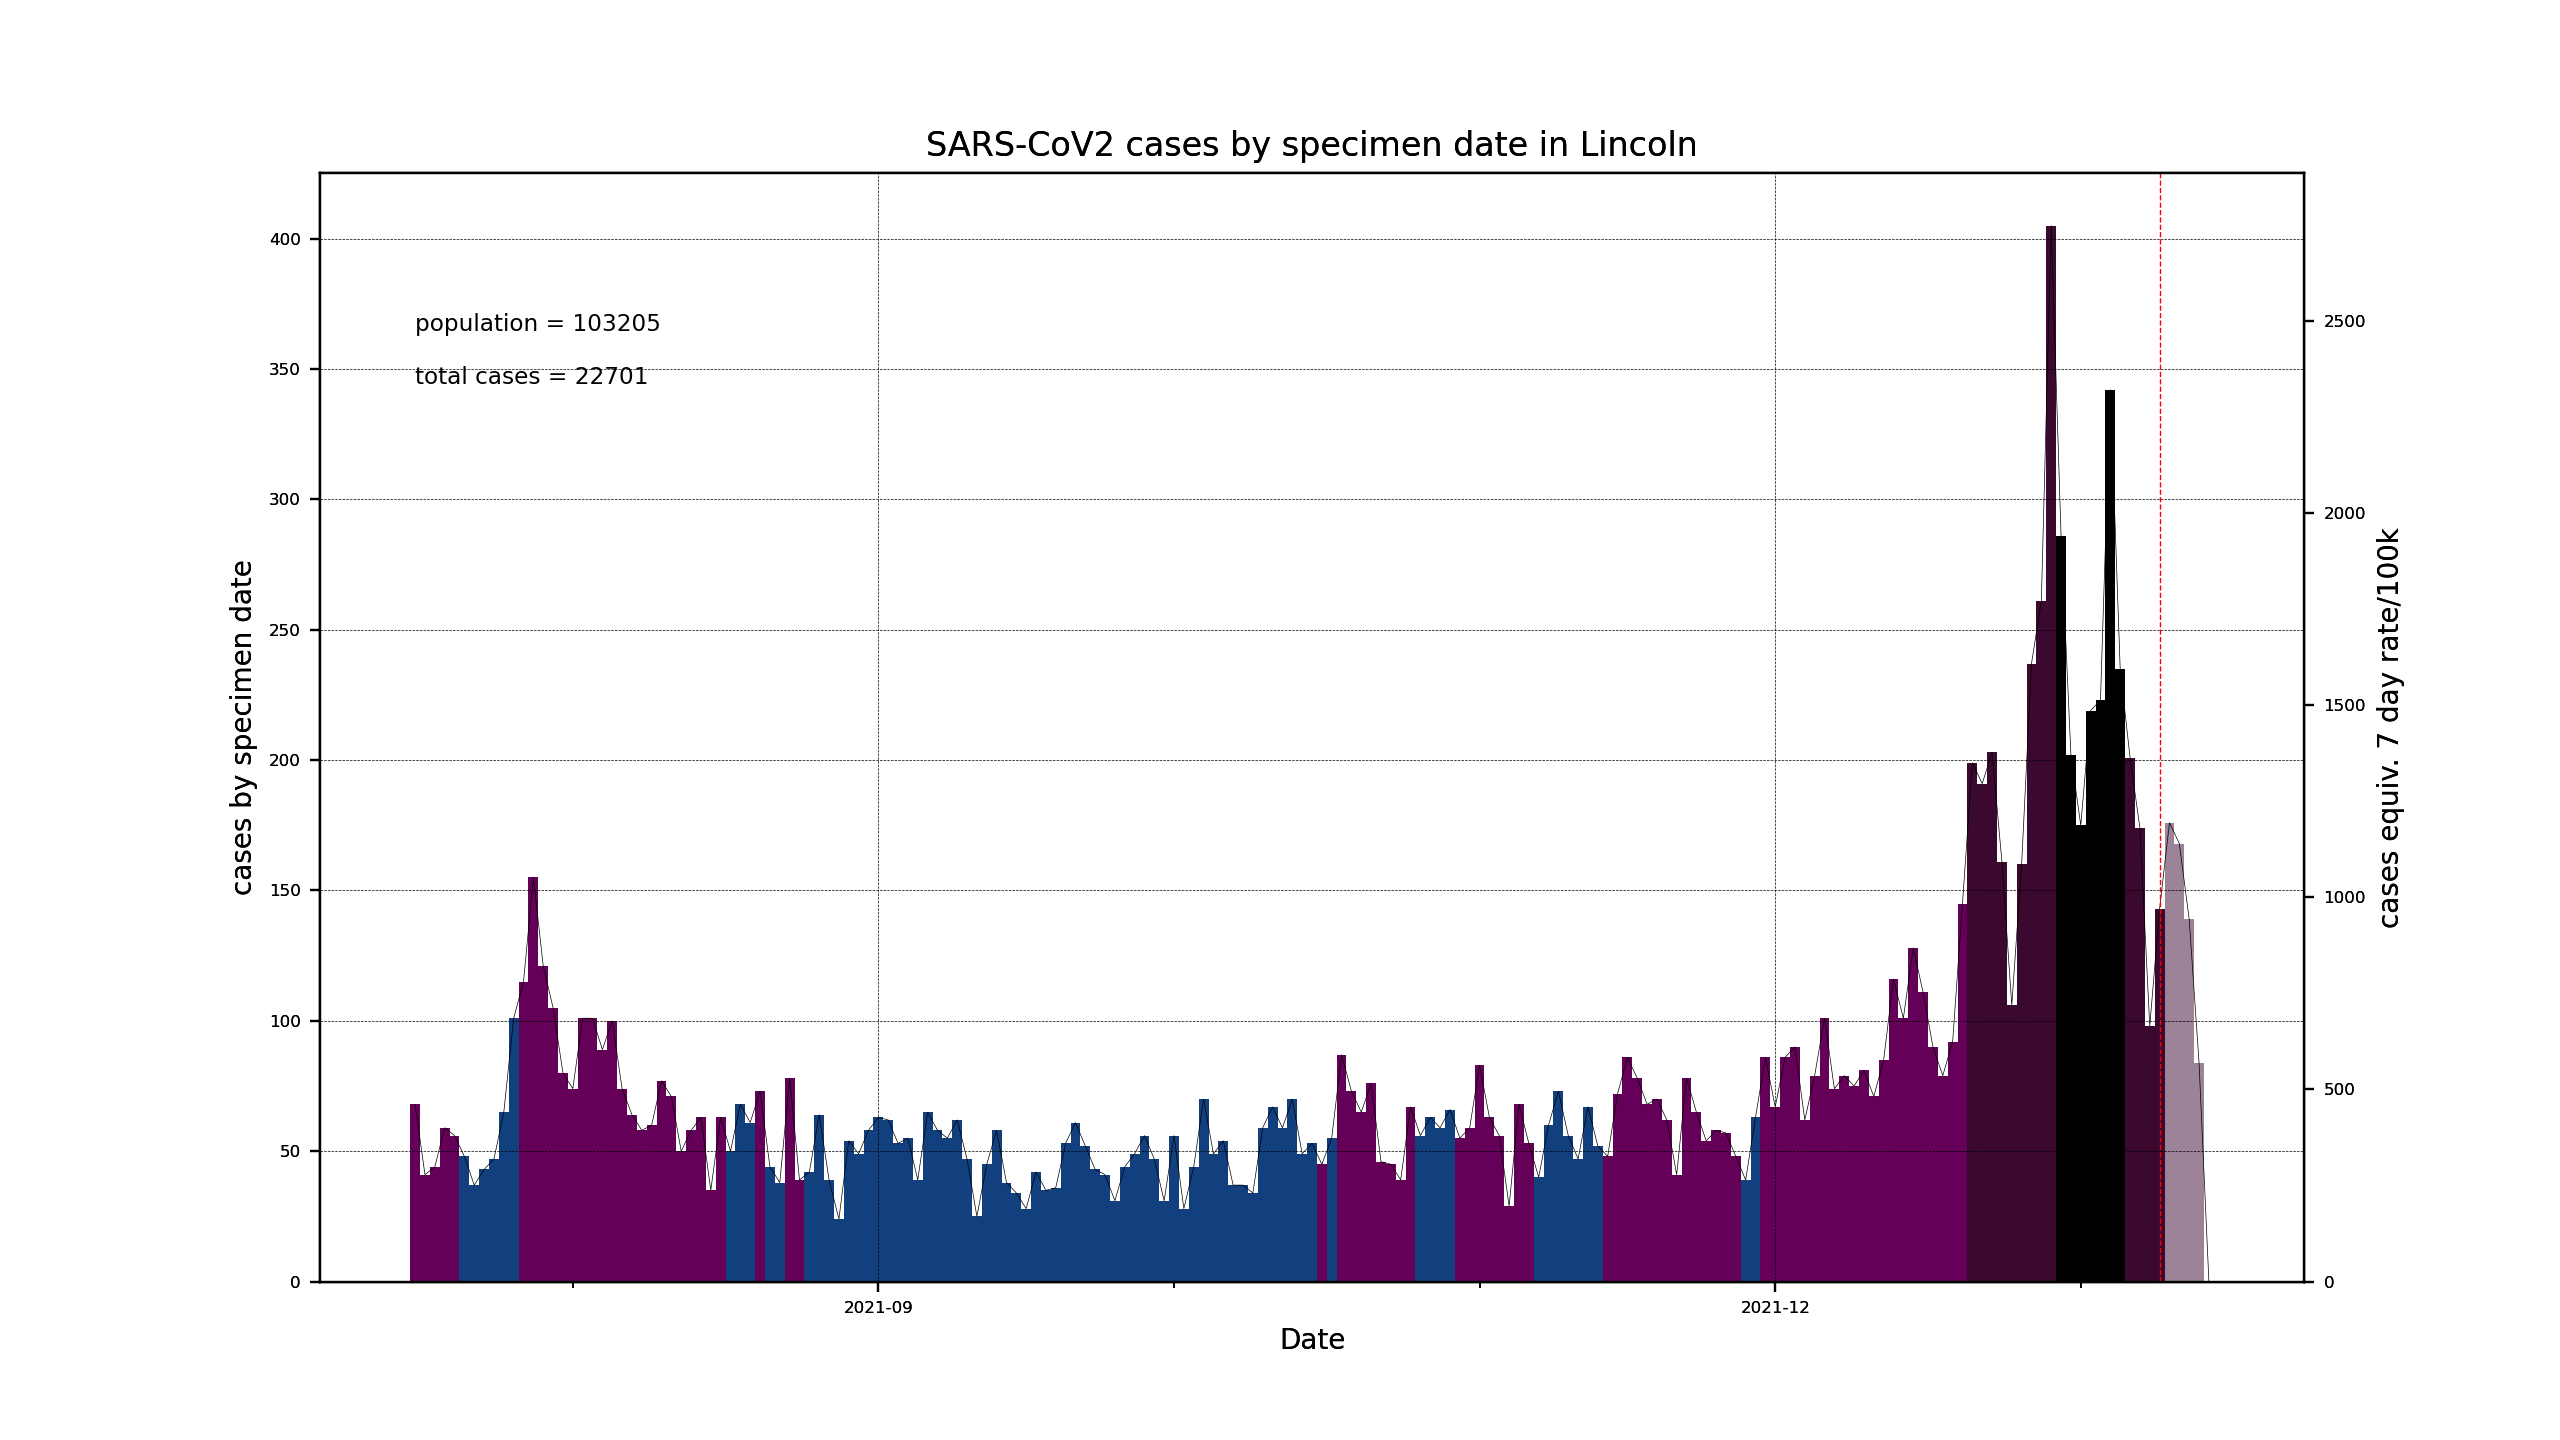 SARS-CoV2 cases by specimen date in Lincoln
population = 103205
total cases = 22701
cases by specimen date
400
350
300
250
200
150
100
50
0
2500
2000
1500
1000
500
0
cases equiv. 7 day rate/100k
2021-09
2021-12
Date